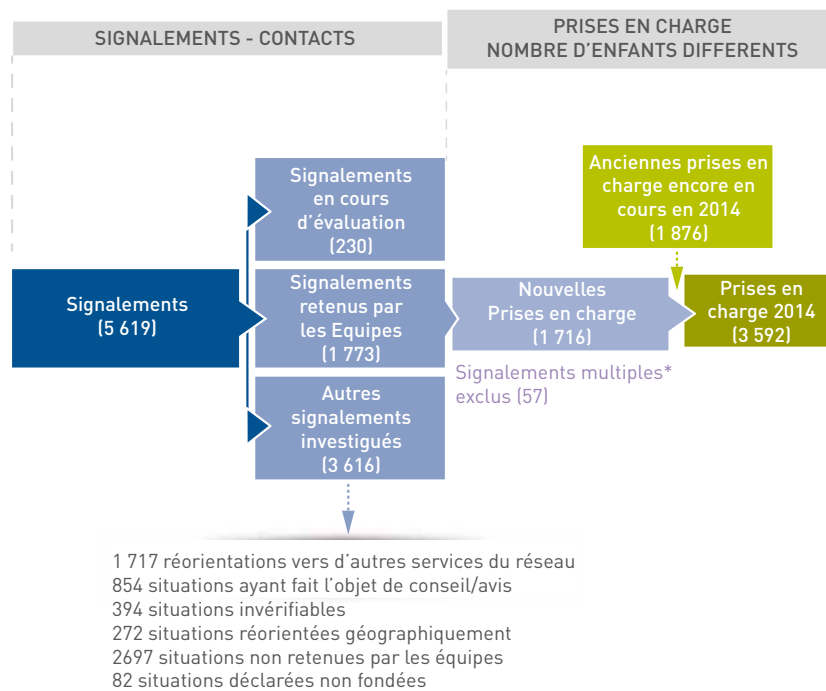 SIGNALEMENTS - CONTACTS
PRISES EN CHARGE
NOMBRE D'ENFANTS DIFFERENTS
Signalements
en cours
d'évaluation
(230)
Anciennes prises en
charge encore en
cours en 2014
(1 876)
Signalements
(5 619)
Signalements
retenus par
les Equipes
(1 773)
Nouvelles
Prises en charge
(1 716)
Prises en
charge 2014
(3 592)
Signalements multiples*
exclus (57)
Autres
signalements
investigués
(3 616)
1 717 réorientations vers d'autres services du réseau
854 situations ayant fait l'objet de conseil/avis
394 situations invérifiables
272 situations réorientées géographiquement
2697 situations non retenues par les équipes
82 situations déclarées non fondées